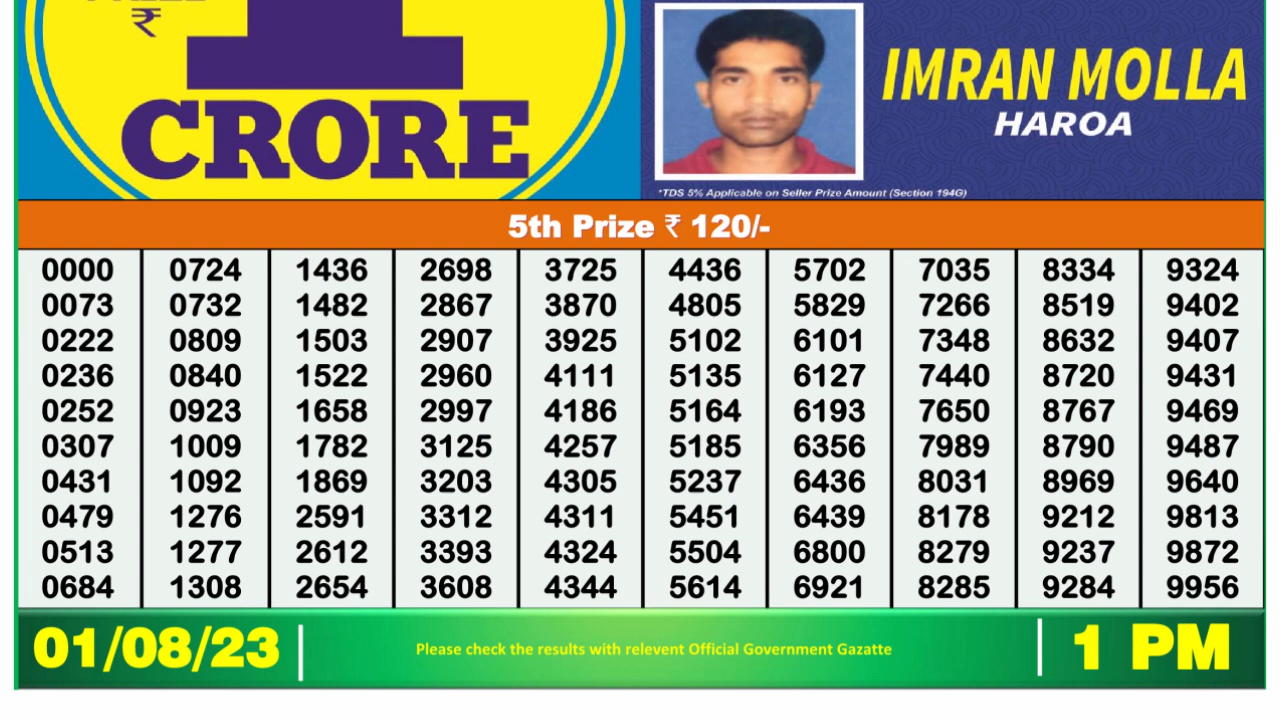 ₹
CRORE
IMRAN MOLLA
HAROA
*TDS 5% Applicable on Seller Prize Amount (Section 194G)
5th Prize ₹ 120/-
0000 0724 1436 2698 3725 4436 5702 7035 8334 9324
0073 0732 1482 2867 3870 4805 5829 7266 8519 9402
0222 0809 1503 2907 3925 5102 6101 7348 8632 9407
0236 0840 1522 2960 4111 5135 6127 7440 8720 9431
0252 0923 1658 2997 4186 5164 6193 7650 8767 9469
0307 1009 1782 3125 4257 5185 6356 7989 8790 9487
0431 1092 1869 3203 4305 5237 6436 8031 8969 9640
0479 1276 2591 3312 4311 5451 6439 8178 9212 9813
0513 1277 2612 3393 4324 5504 6800 8279 9237 9872
0684 1308 2654 3608 4344 5614 6921 8285 9284 9956
01/08/23 Please check the results with relevent Official Government Gazatte 1 PM